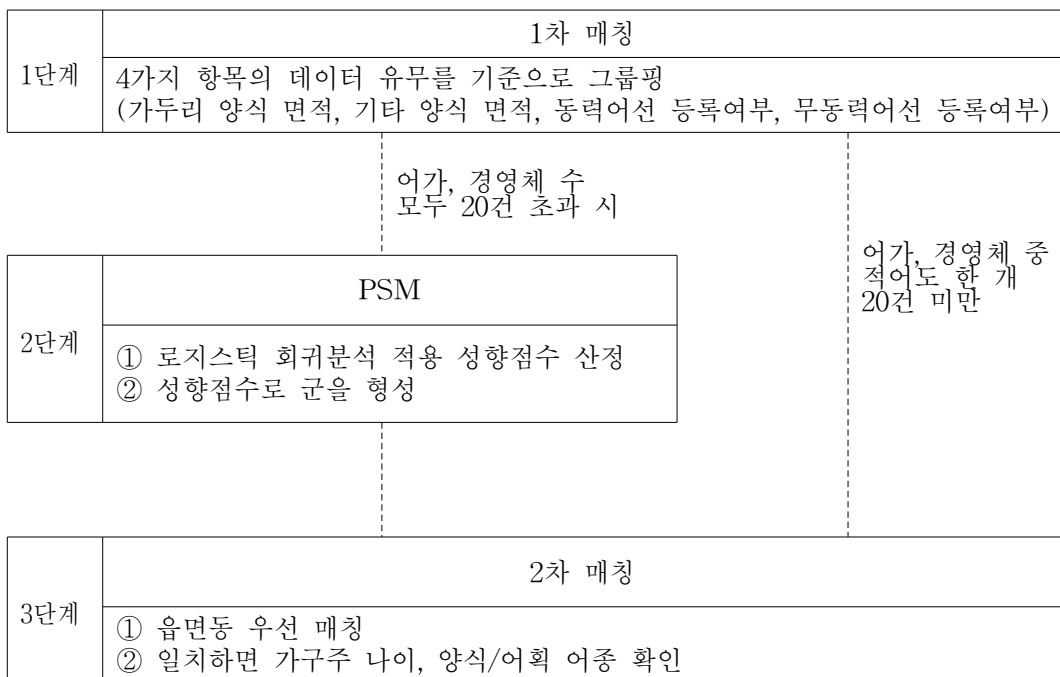 1단계
1차 매칭
4가지 항목의 데이터 유무를 기준으로 그룹핑
(가두리 양식 면적, 기타 양식 면적, 동력어선 등록여부, 무동력어선 등록여부)
어가, 경영체 수
모두 20건 초과 시
어가, 경영체 중
적어도 한 개
20건 미만
2단계
PSM
① 로지스틱 회귀분석 적용 성향점수 산정
② 성향점수로 군을 형성
3단계
2차 매칭
① 읍면동 우선 매칭
② 일치하면 가구주 나이, 양식/어획 어종 확인